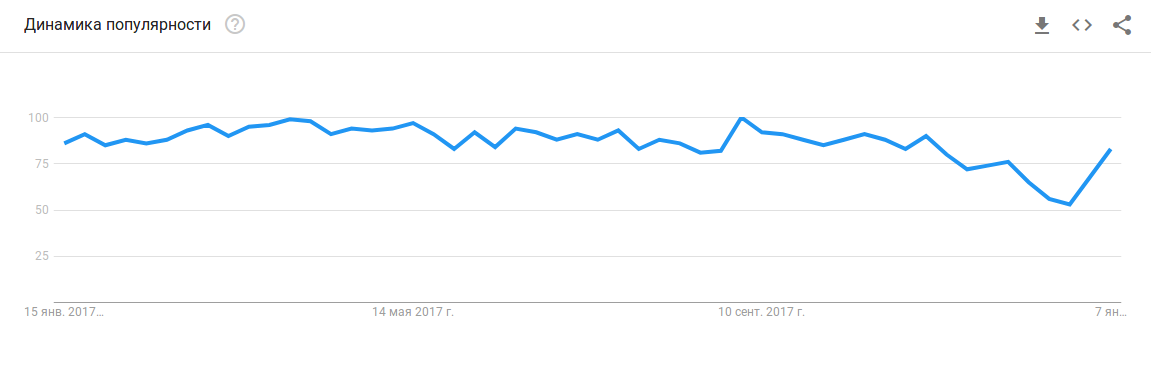 Динамика популярности ?
100
75
50
25
15 янв. 2017…
14 мая 2017 г.
10 сент. 2017 г.
7 ян…